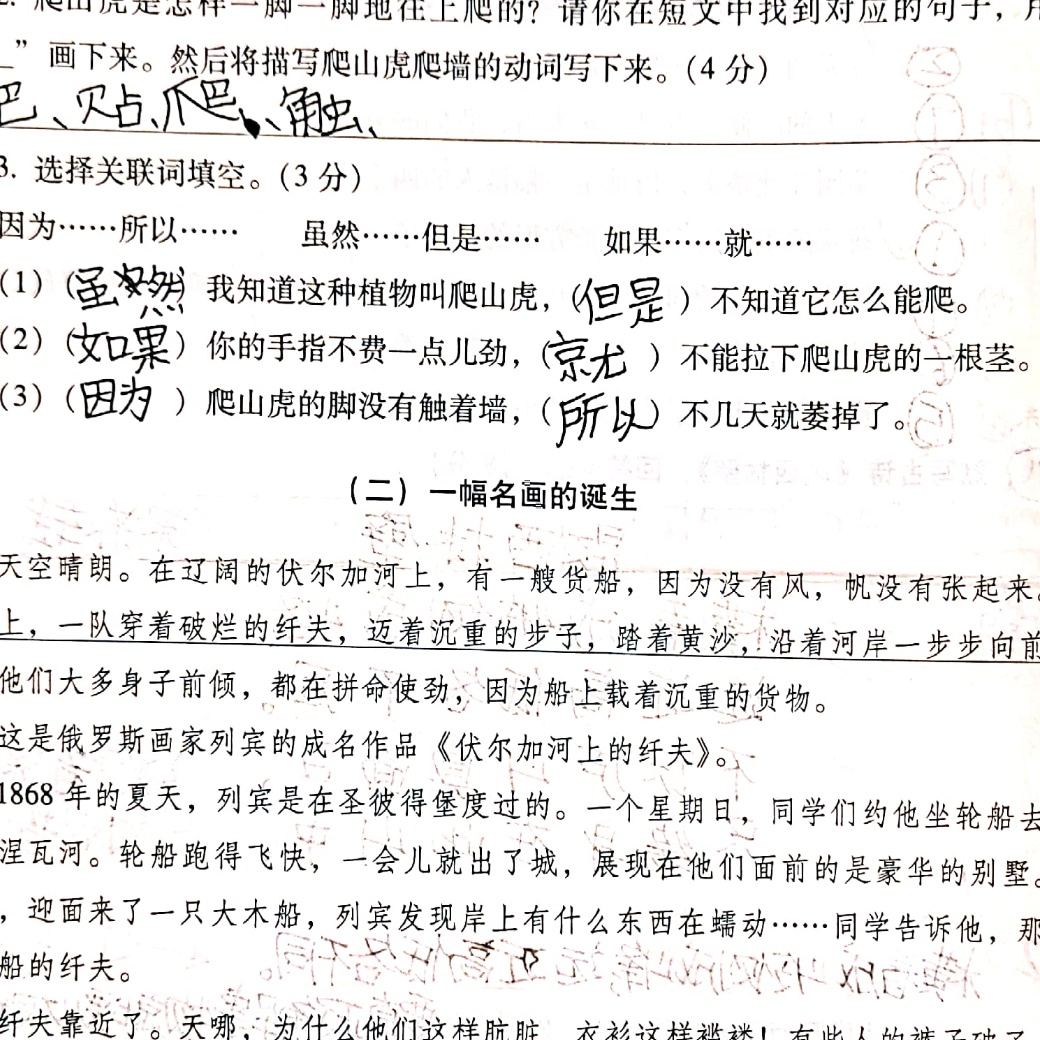 2. 爬山虎是怎样一脚一脚地往上爬的？请你在短文中找到对应的句子，用
”画下来。然后将描写爬山虎爬墙的动词写下来。（4 分）
巴、贴、爬、触、
3. 选择关联词填空。（3 分）
因为……所以…… 虽然……但是…… 如果……就……
（1）（虽然）我知道这种植物叫爬山虎，（但是）不知道它怎么能爬。
（2）（如果）你的手指不费一点儿劲，（就）不能拉下爬山虎的一根茎。
（3）（因为）爬山虎的脚没有触着墙，（所以）不几天就萎掉了。
（二）一幅名画的诞生
天空晴朗。在辽阔的伏尔加河上，有一艘货船，因为没有风，帆没有张起来。
上，一队穿着破烂的纤夫，迈着沉重的步子，踏着黄沙，沿着河岸一步步向前
他们大多身子前倾，都在拼命使劲，因为船上载着沉重的货物。
这是俄罗斯画家列宾的成名作品《伏尔加河上的纤夫》。
1868 年的夏天，列宾是在圣彼得堡度过的。一个星期日，同学们约他坐轮船去
涅瓦河。轮船跑得飞快，一会儿就出了城，展现在他们面前的是豪华的别墅。
，迎面来了一只大木船，列宾发现岸上有什么东西在蠕动……同学告诉他，那
船的纤夫。
纤夫靠近了。天哪，为什么他们这样肮脏，衣衫这样褴褛！有些人的裤子破了